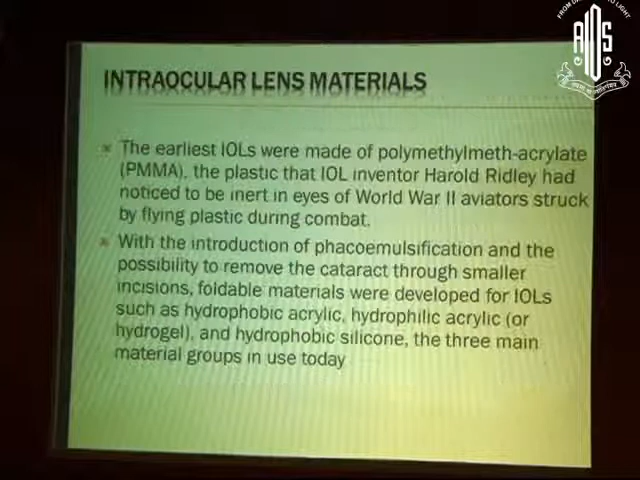 INTRAOCULAR LENS MATERIALS
The earliest IOLs were made of polymethylmeth-acrylate
(PMMA), the plastic that IOL inventor Harold Ridley had
noticed to be inert in eyes of World War II aviators struck
by flying plastic during combat.
With the introduction of phacoemulsification and the
possibility to remove the cataract through smaller
incisions, foldable materials were developed for IOLs
such as hydrophobic acrylic, hydrophilic acrylic (or
hydrogel), and hydrophobic silicone, the three main
material groups in use today
AIOS